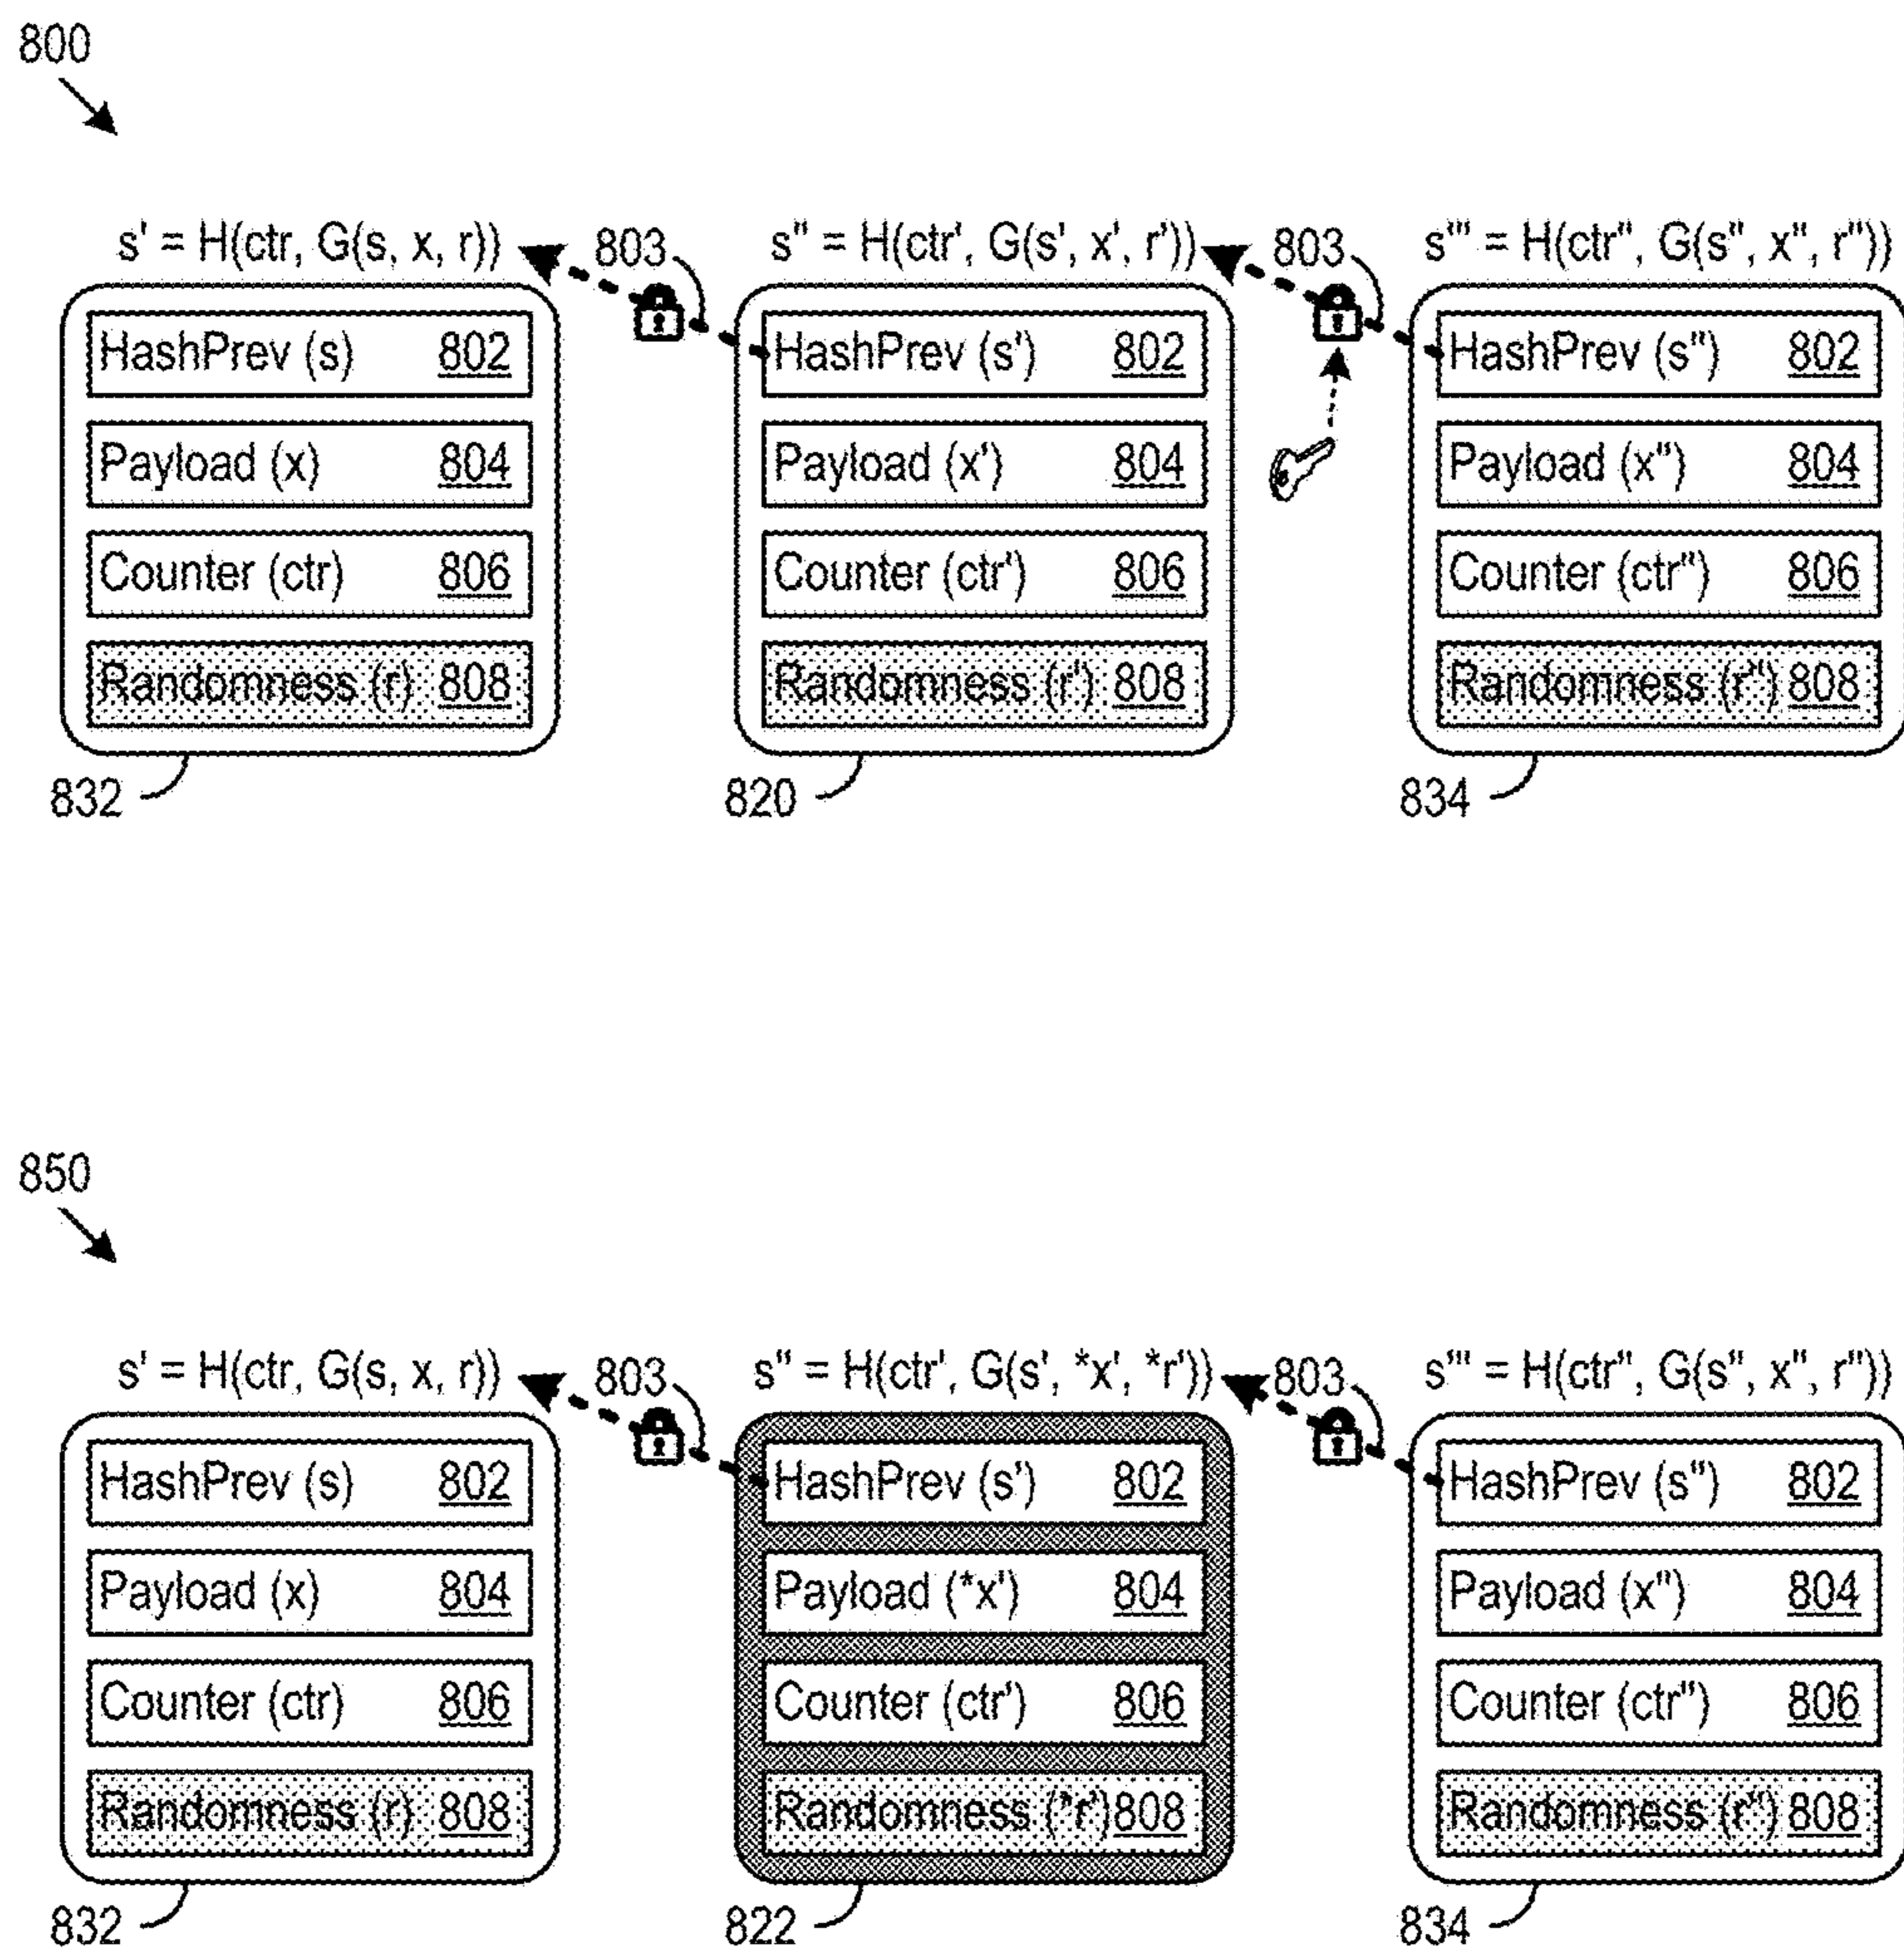 800
s' = H(ctr, G(s, x, r)) 803 s" = H(ctr', G(s', x', r')) 803 s''' = H(ctr", G(s", x", r"))
HashPrev (s) 802 HashPrev (s') 802 HashPrev (s") 802
Payload (x) 804 Payload (x') 804 Payload (x") 804
Counter (ctr) 806 Counter (ctr') 806 Counter (ctr") 806
Randomness (r) 808 Randomness (r') 808 Randomness (r") 808
832 820 834
850
s' = H(ctr, G(s, x, r)) 803 s" = H(ctr', G(s', *x', *r')) 803 s''' = H(ctr", G(s", x", r"))
HashPrev (s) 802 HashPrev (s') 802 HashPrev (s") 802
Payload (x) 804 Payload (*x') 804 Payload (x") 804
Counter (ctr) 806 Counter (ctr') 806 Counter (ctr") 806
Randomness (r) 808 Randomness (*r') 808 Randomness (r") 808
832 822 834